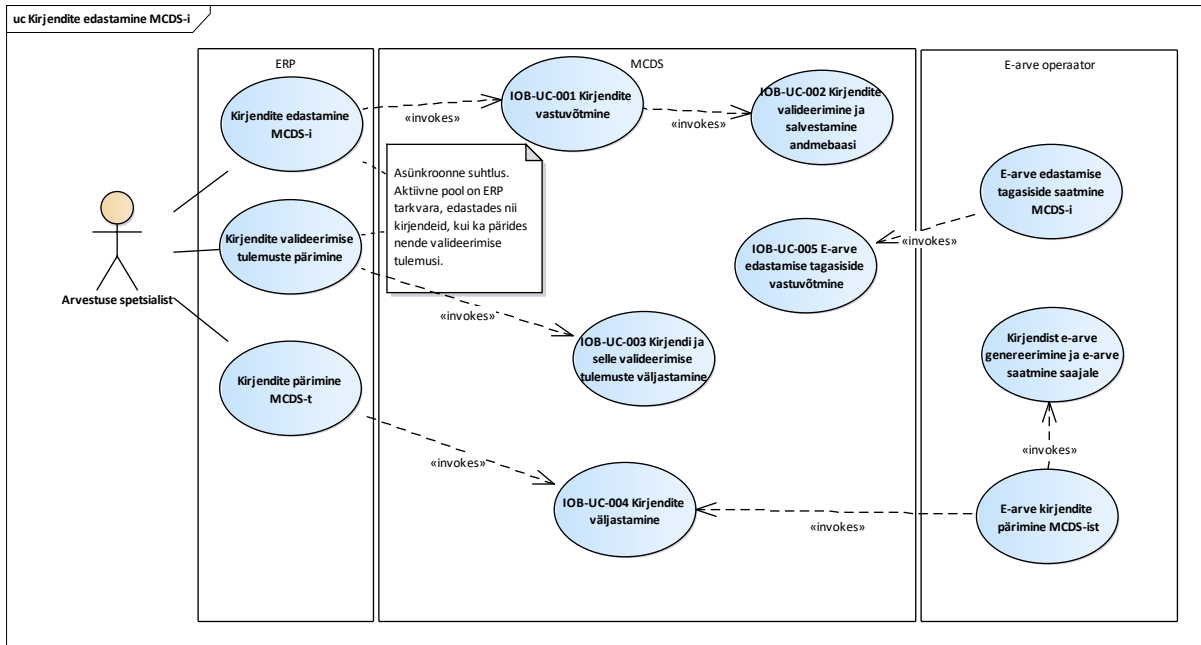 uc Kirjendite edastamine MCDS-i
ERP
MCDS
E-arve operaator
Kirjendite edastamine
MCDS-i
«invokes»
IOB-UC-001 Kirjendite
vastuvõtmine
«invokes»
IOB-UC-002 Kirjendite
valideerimine ja
salvestamine
andmebaasi
Asünkroonne suhtlus.
Aktiivne pool on ERP
tarkvara, edastades nii
kirjendeid, kui ka pärides
nende valideerimise
tulemusi.
E-arve edastamise
tagasiside saatmine
MCDS-i
«invokes»
Kirjendite valideerimise
tulemuste pärimine
IOB-UC-005 E-arve
edastamise tagasiside
vastuvõtmine
Arvestuse spetsialist
«invokes»
IOB-UC-003 Kirjendi ja
selle valideerimise
tulemuste väljastamine
Kirjendist e-arve
genereerimine ja e-arve
saatmine saajale
Kirjendite pärimine
MCDS-t
«invokes»
«invokes»
IOB-UC-004 Kirjendite
väljastamine
«invokes»
E-arve kirjendite
pärimine MCDS-ist